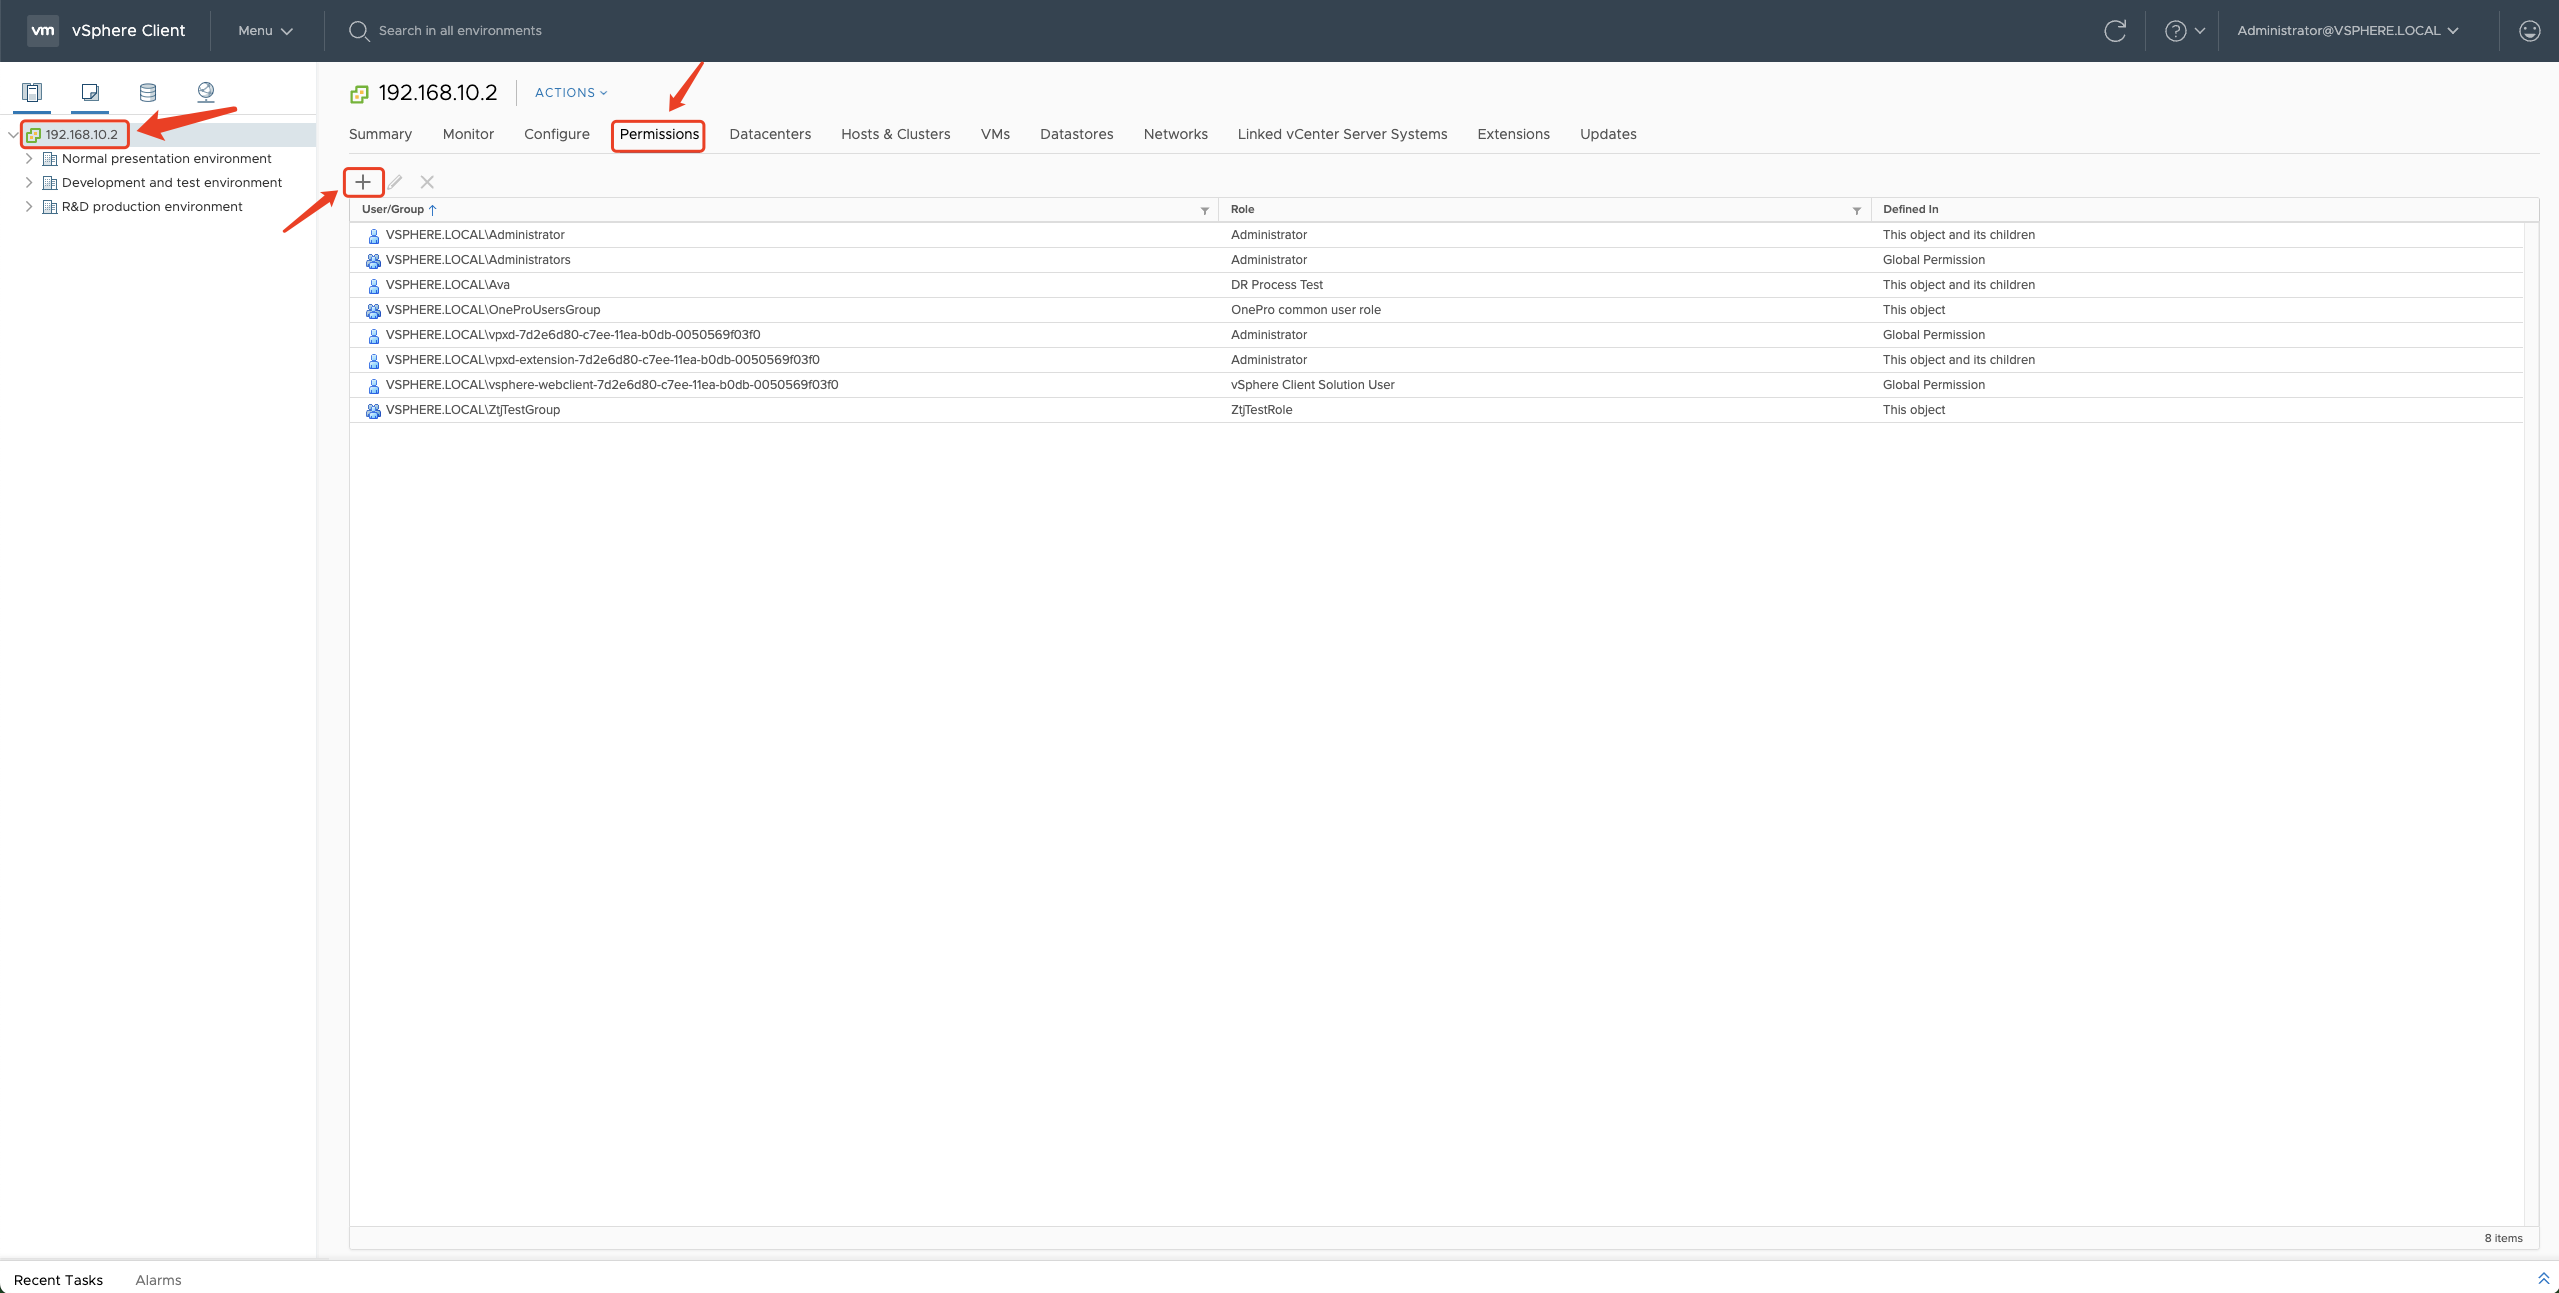 vm vSphere Client Menu Search in all environments Administrator@VSPHERE.LOCAL
192.168.10.2
Normal presentation environment
Development and test environment
R&D production environment
192.168.10.2 ACTIONS
Summary Monitor Configure Permissions Datacenters Hosts & Clusters VMs Datastores Networks Linked vCenter Server Systems Extensions Updates
User/Group Role Defined In
VSPHERE.LOCAL\Administrator Administrator This object and its children
VSPHERE.LOCAL\Administrators Administrator Global Permission
VSPHERE.LOCAL\Ava DR Process Test This object and its children
VSPHERE.LOCAL\OneProUsersGroup OnePro common user role This object
VSPHERE.LOCAL\vpxd-7d2e6d80-c7ee-11ea-b0db-0050569f03f0 Administrator Global Permission
VSPHERE.LOCAL\vpxd-extension-7d2e6d80-c7ee-11ea-b0db-0050569f03f0 Administrator This object and its children
VSPHERE.LOCAL\vsphere-webclient-7d2e6d80-c7ee-11ea-b0db-0050569f03f0 vSphere Client Solution User Global Permission
VSPHERE.LOCAL\ZtjTestGroup ZtjTestRole This object
8 items
Recent Tasks Alarms